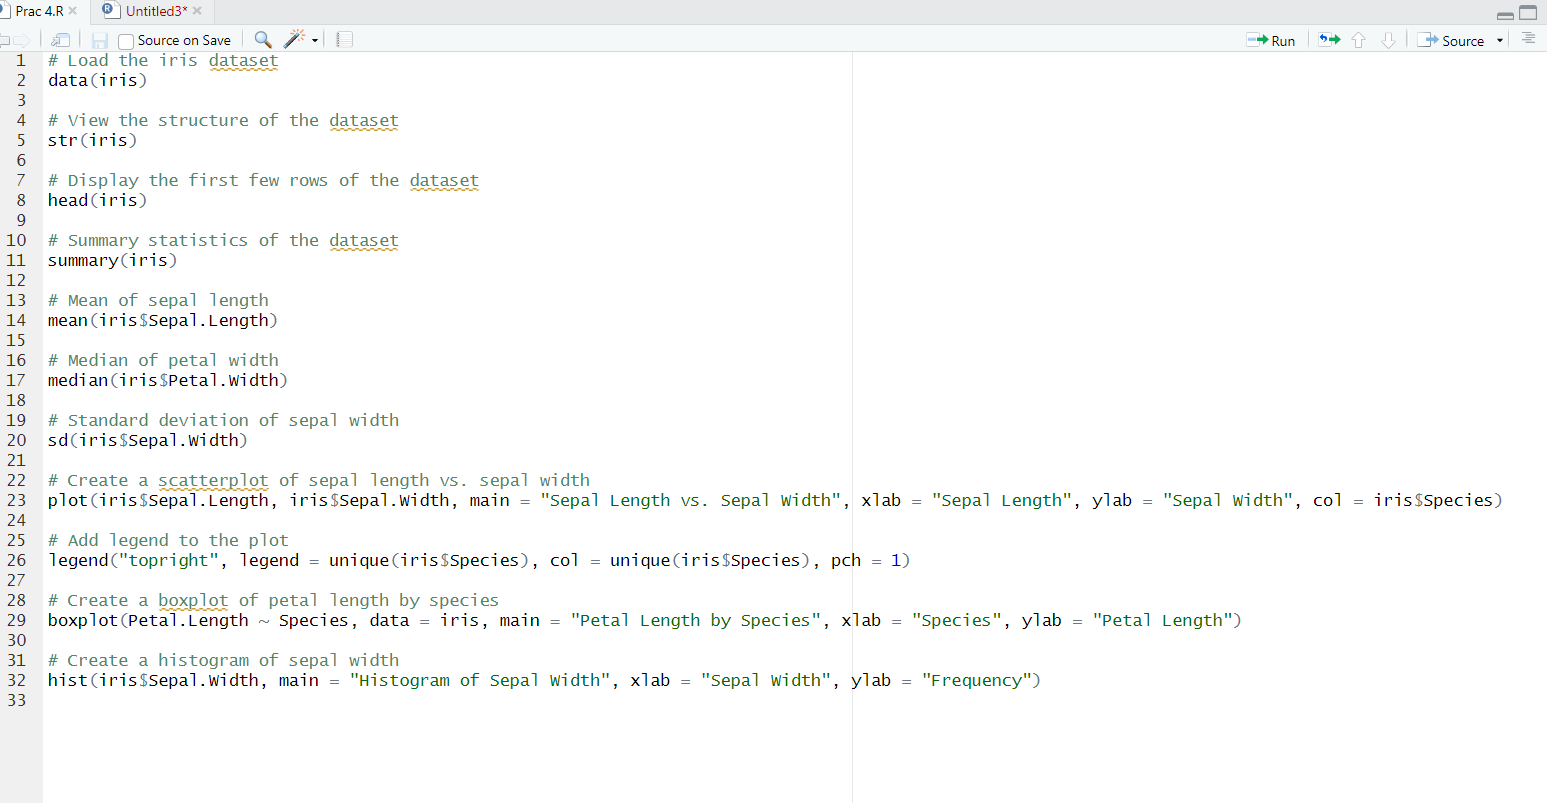 Prac 4.R
Untitled3*
Source on Save
Run
Source
1 # Load the iris dataset
2 data(iris)
3
4 # View the structure of the dataset
5 str(iris)
6
7 # Display the first few rows of the dataset
8 head(iris)
9
10 # Summary statistics of the dataset
11 summary(iris)
12
13 # Mean of sepal length
14 mean(iris$Sepal.Length)
15
16 # Median of petal width
17 median(iris$Petal.Width)
18
19 # Standard deviation of sepal width
20 sd(iris$Sepal.Width)
21
22 # Create a scatterplot of sepal length vs. sepal width
23 plot(iris$Sepal.Length, iris$Sepal.Width, main = "Sepal Length vs. Sepal Width", xlab = "Sepal Length", ylab = "Sepal Width", col = iris$Species)
24
25 # Add legend to the plot
26 legend("topright", legend = unique(iris$Species), col = unique(iris$Species), pch = 1)
27
28 # Create a boxplot of petal length by species
29 boxplot(Petal.Length ~ Species, data = iris, main = "Petal Length by Species", xlab = "Species", ylab = "Petal Length")
30
31 # Create a histogram of sepal width
32 hist(iris$Sepal.Width, main = "Histogram of Sepal Width", xlab = "Sepal Width", ylab = "Frequency")
33